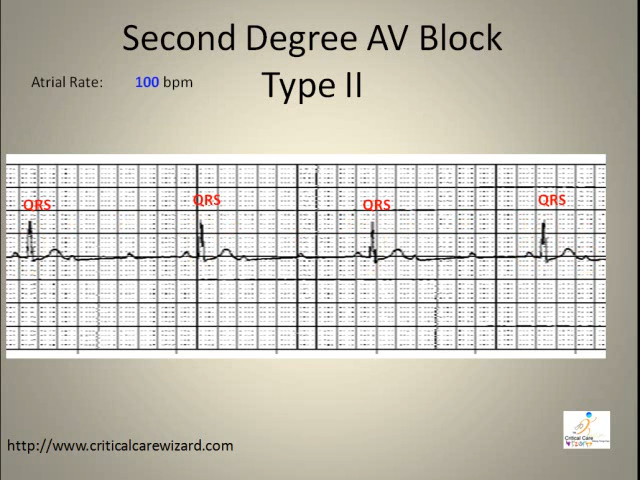 Second Degree AV Block
Type II
Atrial Rate: 100 bpm
QRS QRS QRS QRS
http://www.criticalcarewizard.com
Critical Care